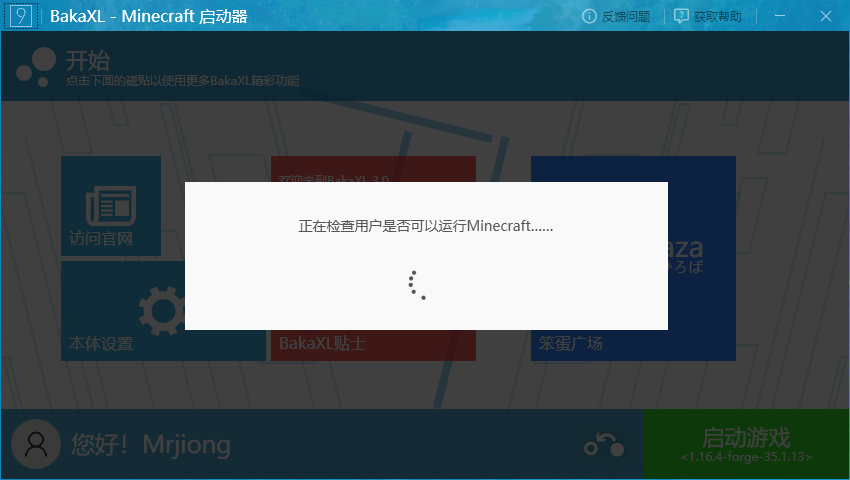 BakaXL - Minecraft 启动器
反馈问题
获取帮助
开始
点击下面的磁贴以使用更多BakaXL精彩功能
欢迎来到BakaXL 3.0
正在检查用户是否可以运行Minecraft......
访问官网
aza
ひろば
本体设置
BakaXL贴士
笨蛋广场
您好！Mrjiong
启动游戏
<1.16.4-forge-35.1.13>